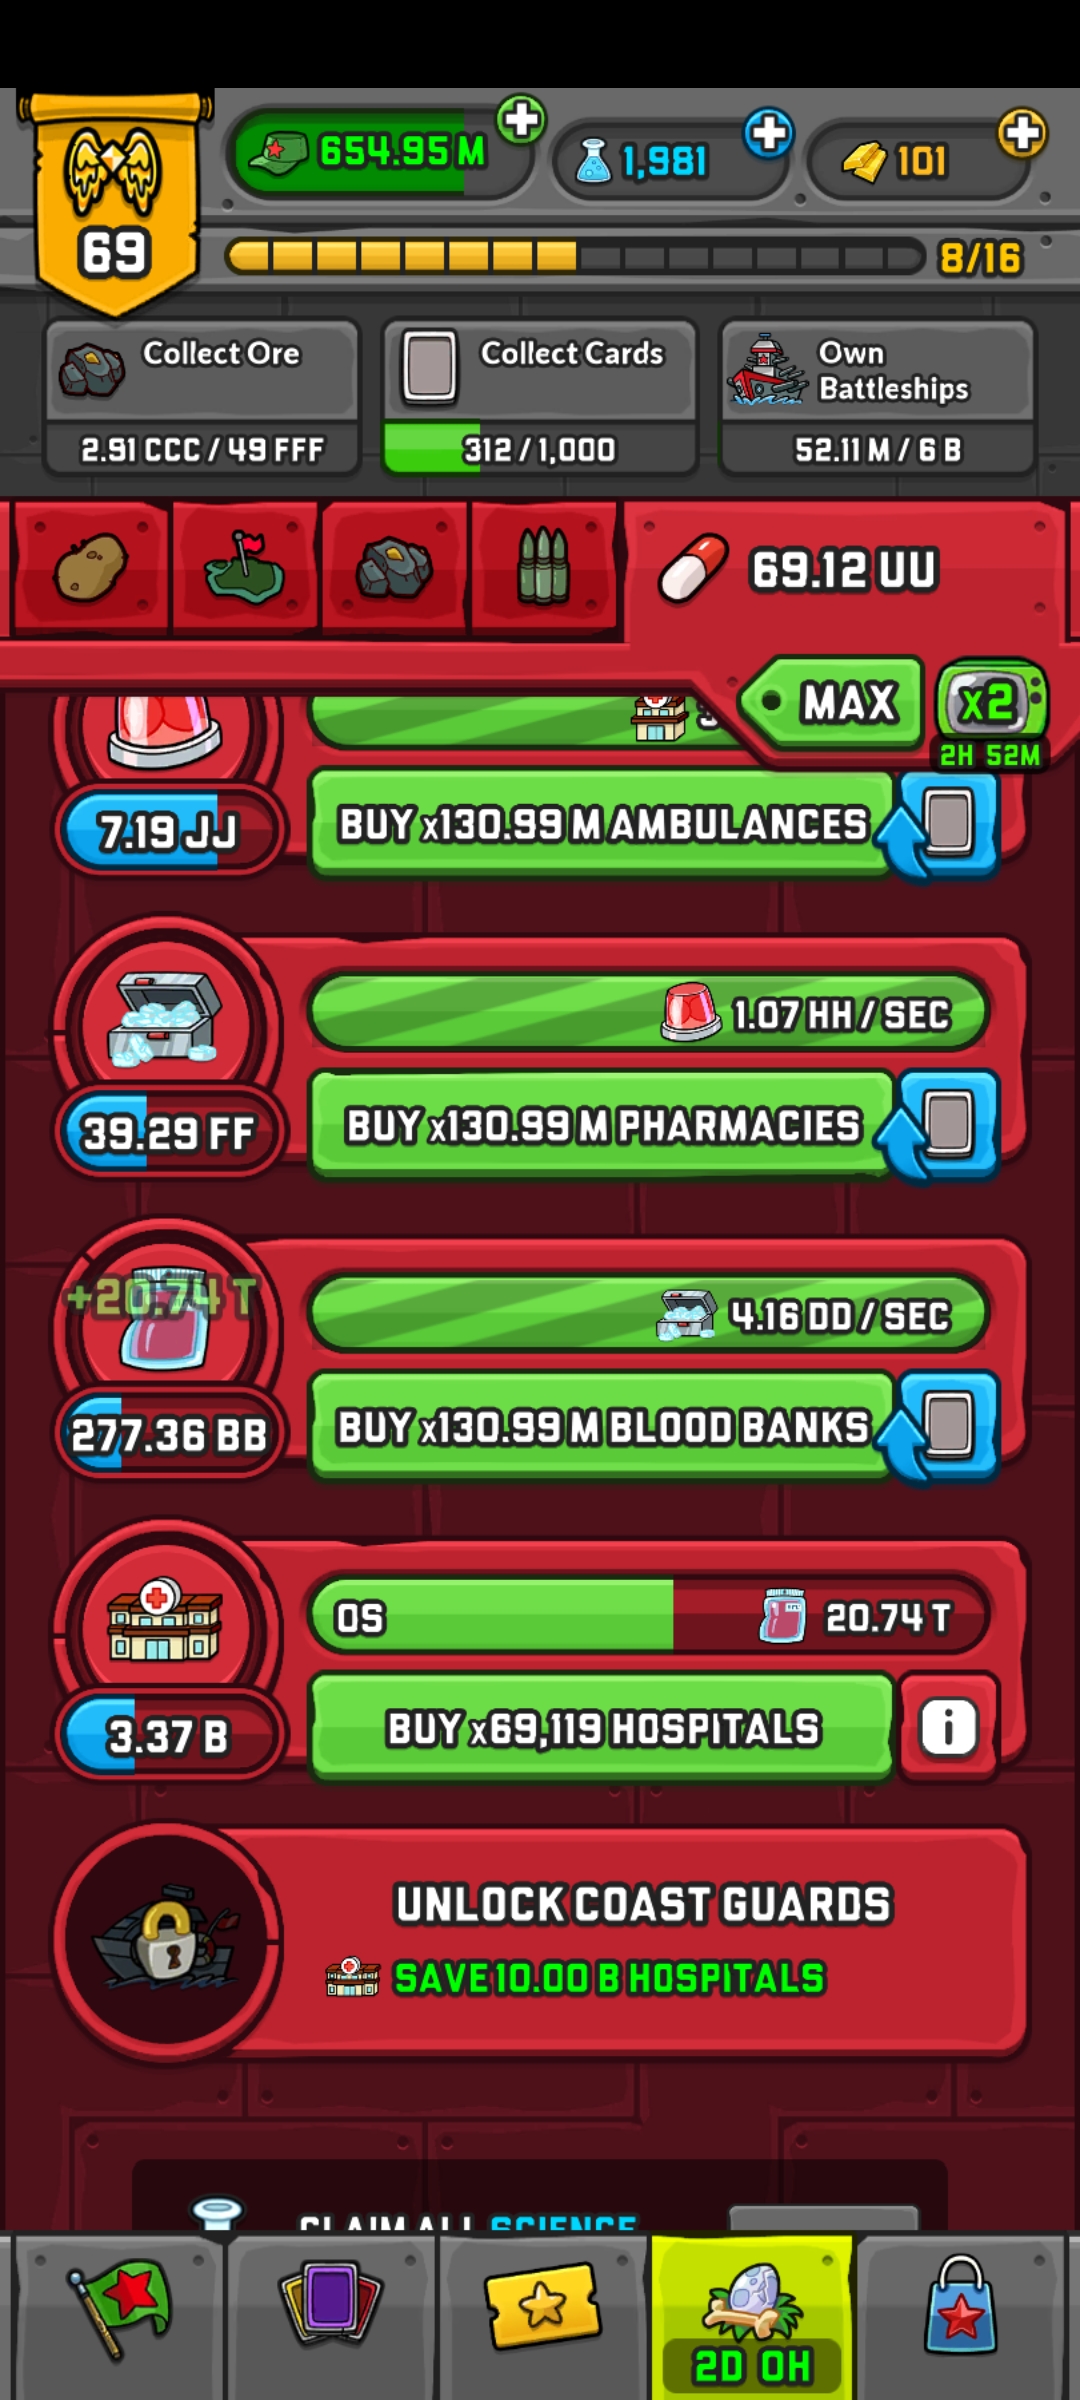 69
654.95 M
1,981
101
8/16
Collect Ore
2.91 CCC / 49 FFF
Collect Cards
312 / 1,000
Own
Battleships
52.11 M / 6 B
69.12 UU
MAX
x2
2H 52M
7.19 JJ
BUY x130.99 M AMBULANCES
1.07 HH / SEC
39.29 FF
BUY x130.99 M PHARMACIES
+20.74 T
4.16 DD / SEC
277.36 BB
BUY x130.99 M BLOOD BANKS
0S
20.74 T
3.37 B
BUY x69,119 HOSPITALS
i
UNLOCK COAST GUARDS
SAVE 10.00 B HOSPITALS
CLAIM ALL SCIENCE
2D 0H